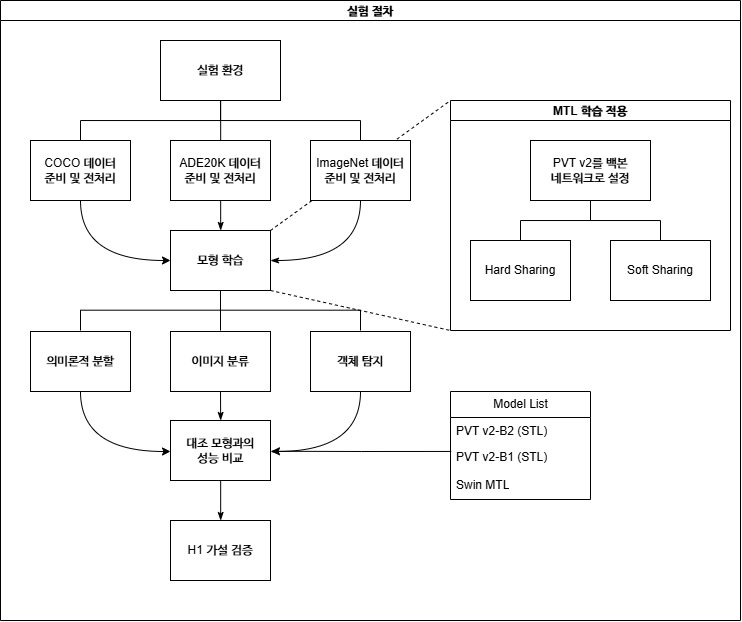 실험 절차
실험 환경
COCO 데이터
준비 및 전처리
ADE20K 데이터
준비 및 전처리
ImageNet 데이터
준비 및 전처리
모형 학습
MTL 학습 적용
PVT v2를 백본
네트워크로 설정
Hard Sharing
Soft Sharing
의미론적 분할
이미지 분류
객체 탐지
대조 모형과의
성능 비교
Model List
PVT v2-B2 (STL)
PVT v2-B1 (STL)
Swin MTL
H1 가설 검증